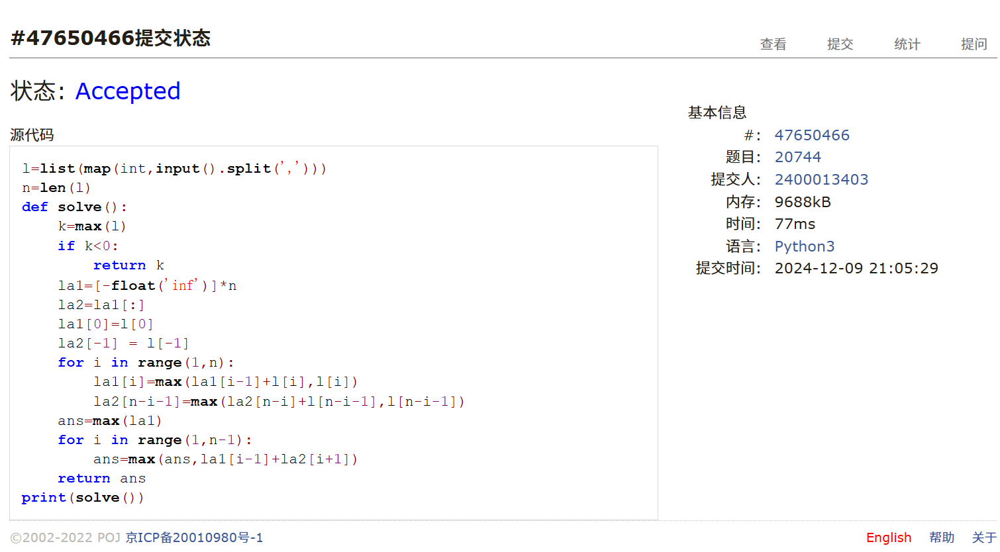 #47650466提交状态
查看 提交 统计 提问
状态: Accepted
源代码
l=list(map(int,input().split(',')))
n=len(l)
def solve():
    k=max(l)
    if k<0:
        return k
    la1=[-float('inf')]*n
    la2=la1[:]
    la1[0]=l[0]
    la2[-1] = l[-1]
    for i in range(1,n):
        la1[i]=max(la1[i-1]+l[i],l[i])
        la2[n-i-1]=max(la2[n-i]+l[n-i-1],l[n-i-1])
    ans=max(la1)
    for i in range(1,n-1):
        ans=max(ans,la1[i-1]+la2[i+1])
    return ans
print(solve())
基本信息
#: 47650466
题目: 20744
提交人: 2400013403
内存: 9688kB
时间: 77ms
语言: Python3
提交时间: 2024-12-09 21:05:29
©2002-2022 POJ 京ICP备20010980号-1
English 帮助 关于